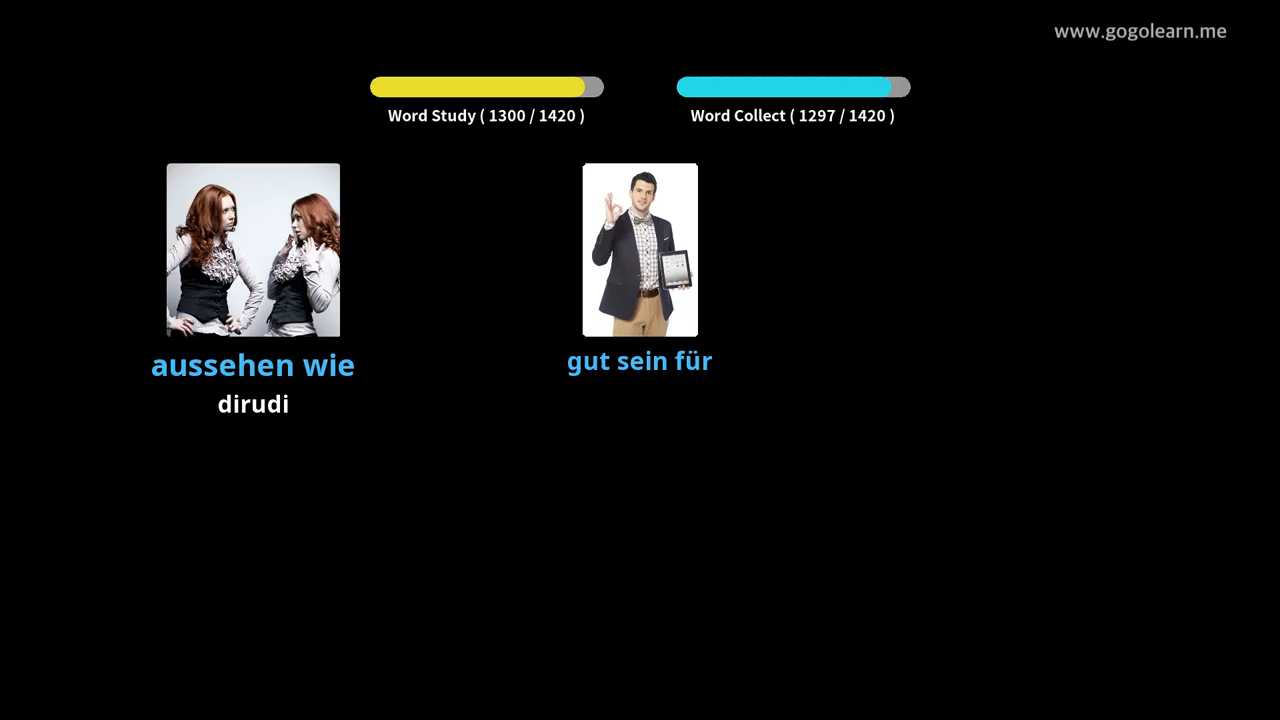 www.gogolearn.me
Word Study ( 1300 / 1420 )
Word Collect ( 1297 / 1420 )
aussehen wie
dirudi
gut sein für